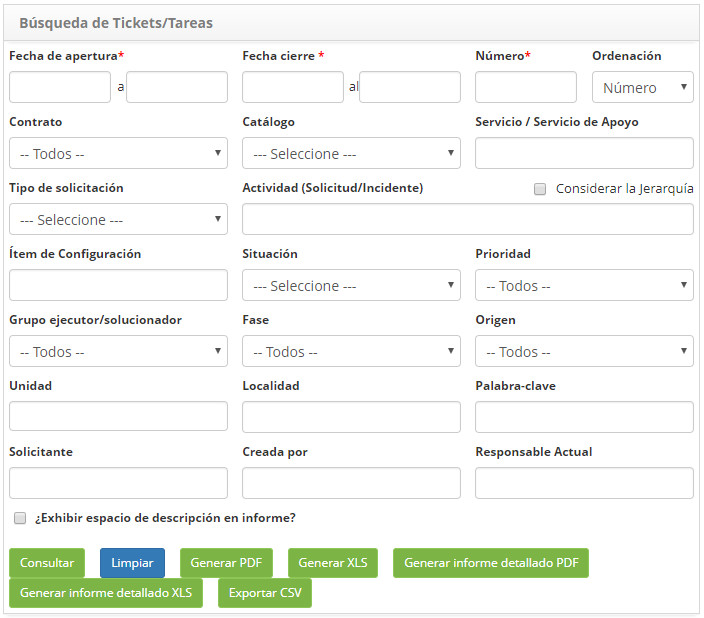 Búsqueda de Tickets/Tareas
Fecha de apertura* Fecha cierre * Número* Ordenación
a al Número
Contrato Catálogo Servicio / Servicio de Apoyo
-- Todos -- --- Seleccione ---
Tipo de solicitación Actividad (Solicitud/Incidente) Considerar la Jerarquía
--- Seleccione ---
Ítem de Configuración Situación Prioridad
--- Seleccione --- -- Todos --
Grupo ejecutor/solucionador Fase Origen
-- Todos -- -- Todos -- -- Todos --
Unidad Localidad Palabra-clave
Solicitante Creada por Responsable Actual
¿Exhibir espacio de descripción en informe?
Consultar Limpiar Generar PDF Generar XLS Generar informe detallado PDF
Generar informe detallado XLS Exportar CSV